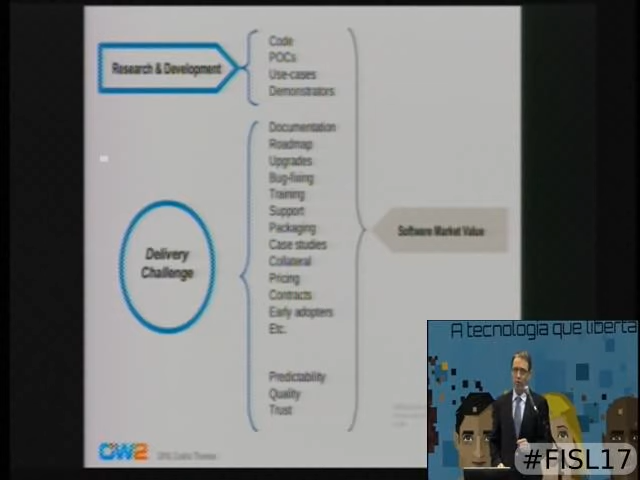 Research & Development
Code
POCs
Use-cases
Demonstrators
Documentation
Roadmap
Upgrades
Bug-fixing
Training
Support
Packaging
Case studies
Collateral
Pricing
Contracts
Early adopters
Etc.
Predictability
Quality
Trust
Delivery
Challenge
Software Market Value
OW2
A tecnologia que liberta
#FISL17